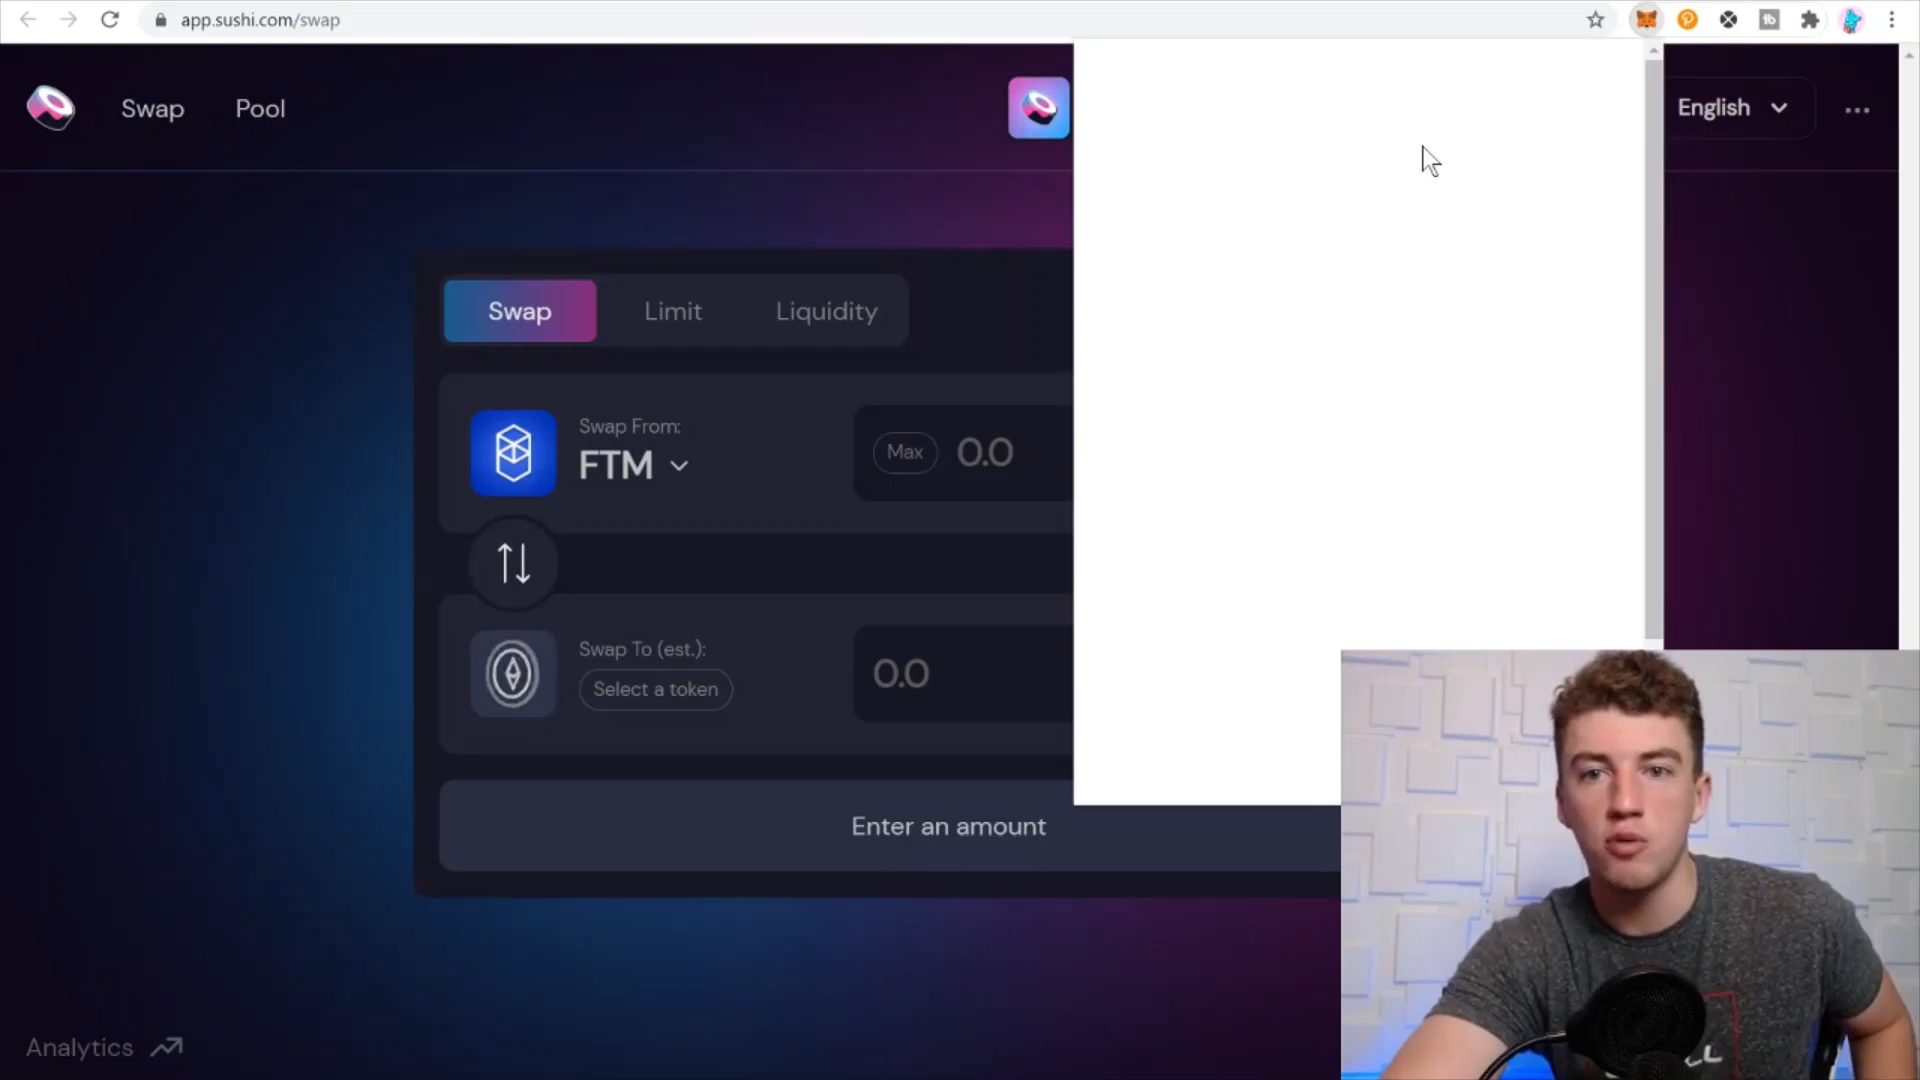 app.sushi.com/swap
Swap
Pool
English
Swap
Limit
Liquidity
Swap From:
FTM
Max
0.0
Swap To (est.):
Select a token
0.0
Enter an amount
Analytics